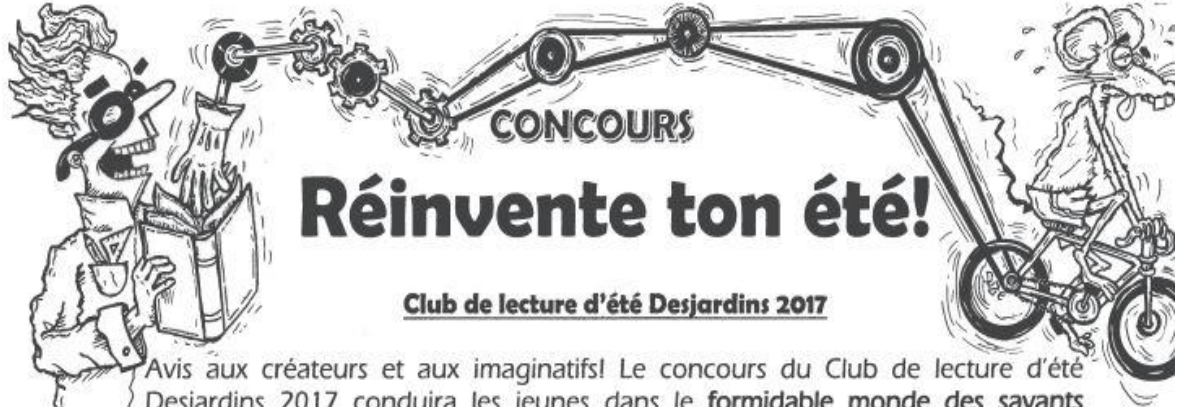 CONCOURS
Réinvente ton été!
Club de lecture d'été Desjardins 2017
Avis aux créateurs et aux imaginatifs! Le concours du Club de lecture d'été
Desjardins 2017 conduira les jeunes dans le formidable monde des savants